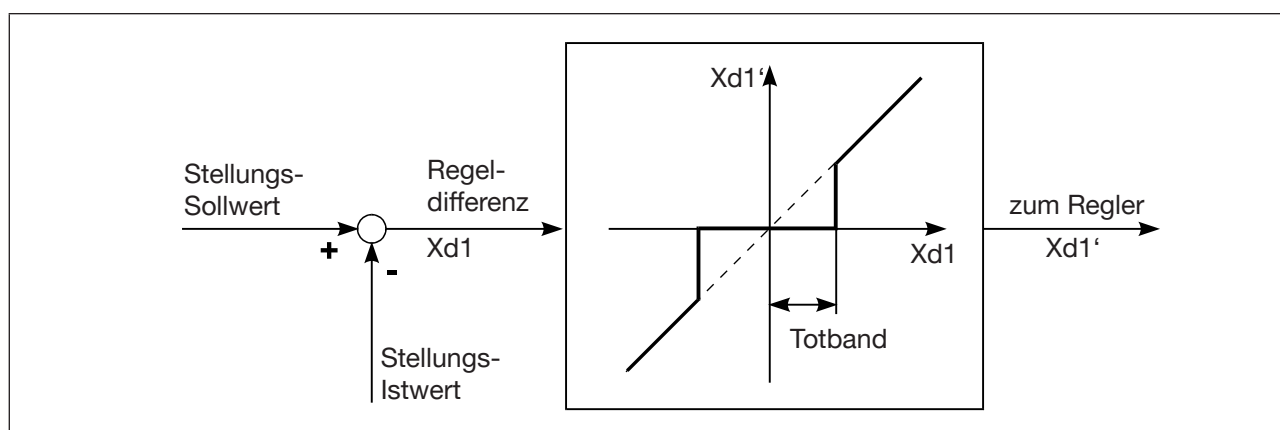 Xd1‘
Stellungs-
Sollwert
+
-
Regel-
differenz
Xd1
Stellungs-
Istwert
Xd1
Totband
zum Regler
Xd1‘